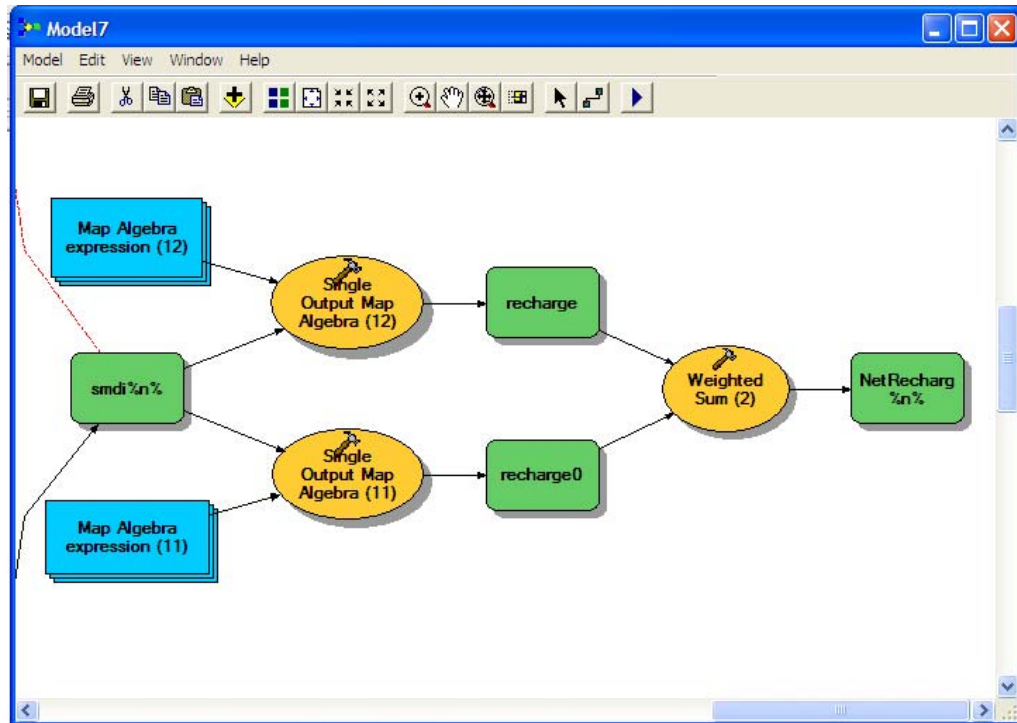 Model7
Model Edit View Window Help
Map Algebra
expression (12)
Single
Output Map
Algebra (12)
recharge
smdi%n%
Weighted
Sum (2)
NetRecharg
%n%
Single
Output Map
Algebra (11)
recharge0
Map Algebra
expression (11)